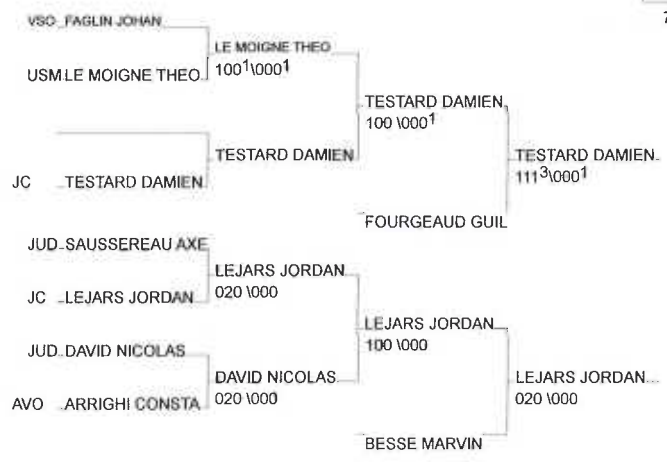 VSO FAGLIN JOHAN
LE MOIGNE THEO
100¹\000¹
USM LE MOIGNE THEO
TESTARD DAMIEN
100 \000¹
TESTARD DAMIEN
TESTARD DAMIEN
111³\000¹
JC TESTARD DAMIEN
FOURGEAUD GUIL
JUD SAUSSEREAU AXE
LEJARS JORDAN
020 \000
JC LEJARS JORDAN
LEJARS JORDAN
100 \000
JUD DAVID NICOLAS
DAVID NICOLAS
020 \000
LEJARS JORDAN
020 \000
AVO ARRIGHI CONSTA
BESSE MARVIN